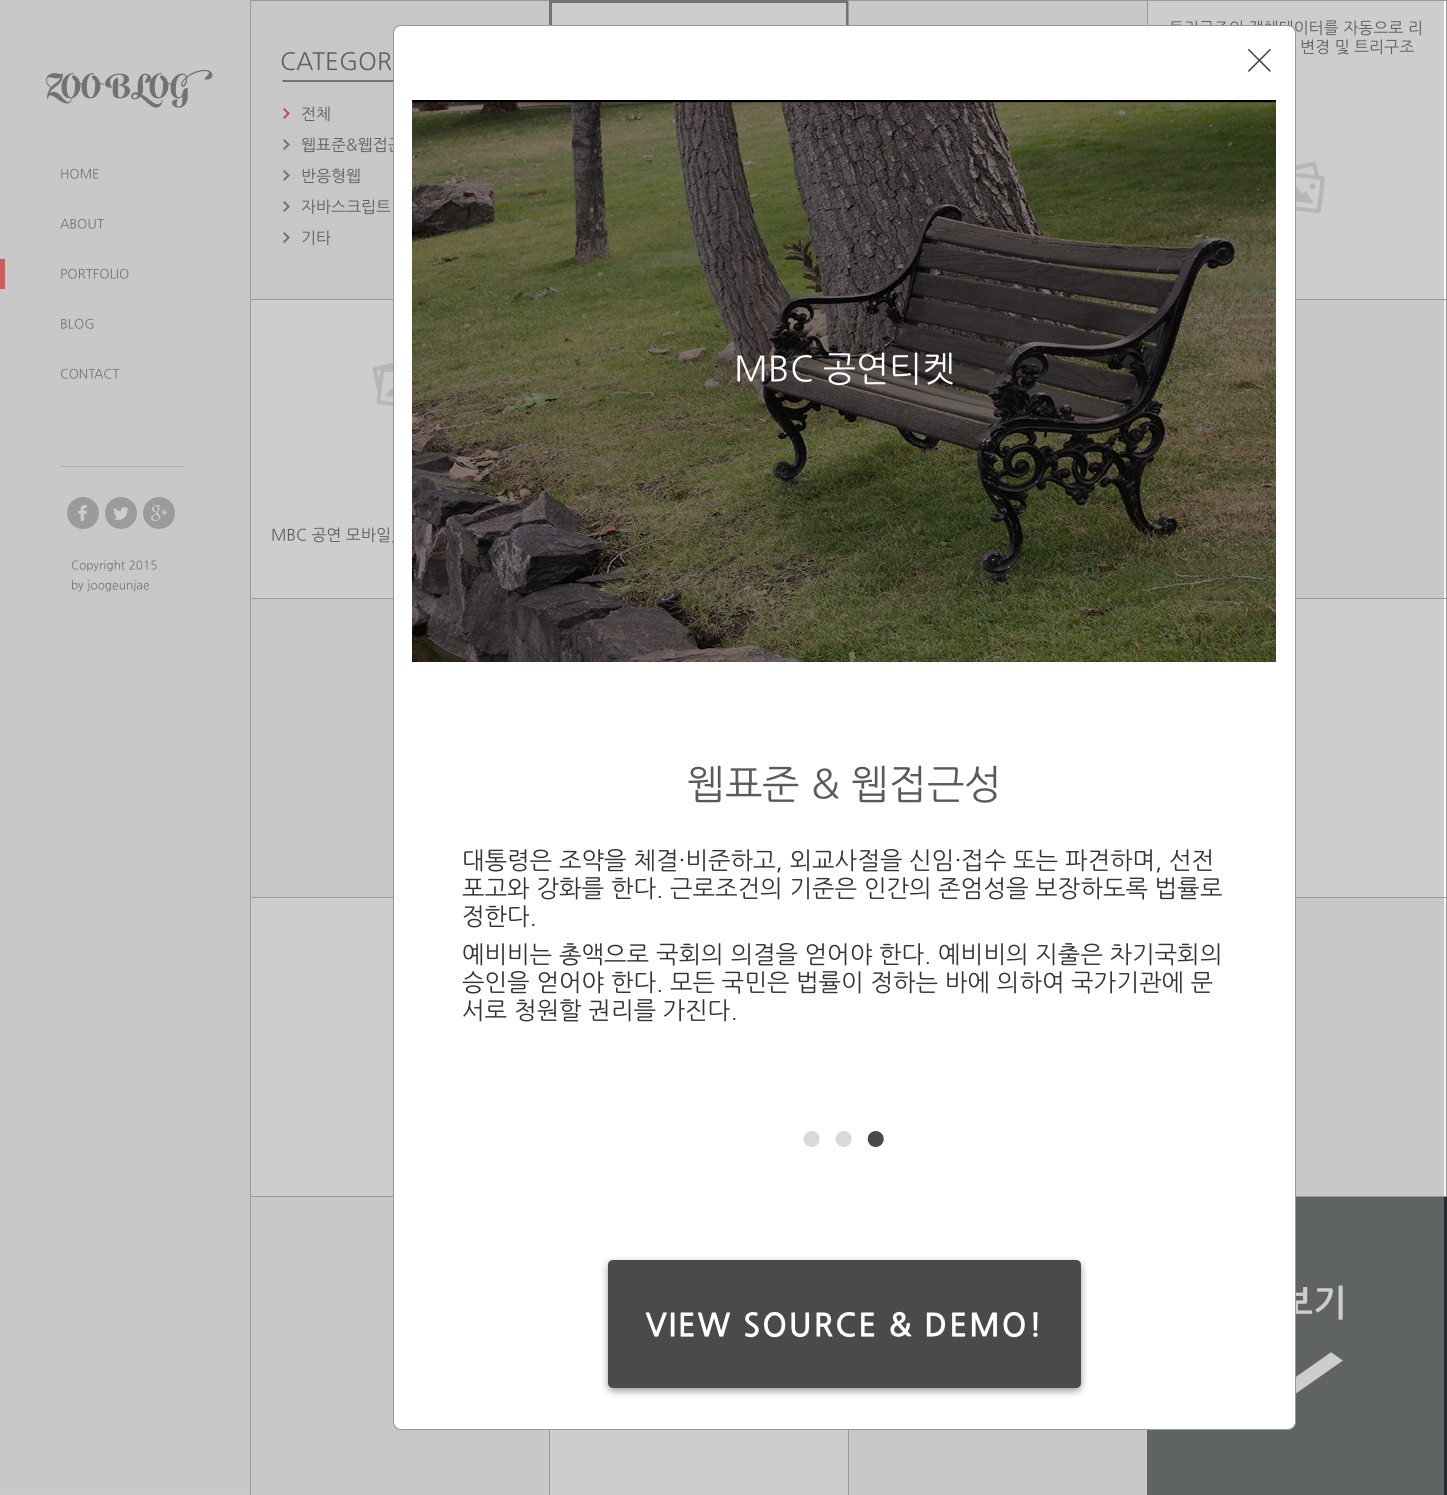 ZOO BLOG
HOME
ABOUT
PORTFOLIO
BLOG
CONTACT
Copyright 2015
by joogeunjae
CATEGOR
전체
웹표준&웹접근
반응형웹
자바스크립트
기타
MBC 공연 모바일
자동으로 리
변경 및 트리구조
MBC 공연티켓
웹표준 & 웹접근성
대통령은 조약을 체결·비준하고, 외교사절을 신임·접수 또는 파견하며, 선전
포고와 강화를 한다. 근로조건의 기준은 인간의 존엄성을 보장하도록 법률로
정한다.
예비비는 총액으로 국회의 의결을 얻어야 한다. 예비비의 지출은 차기국회의
승인을 얻어야 한다. 모든 국민은 법률이 정하는 바에 의하여 국가기관에 문
서로 청원할 권리를 가진다.
VIEW SOURCE & DEMO!
보기